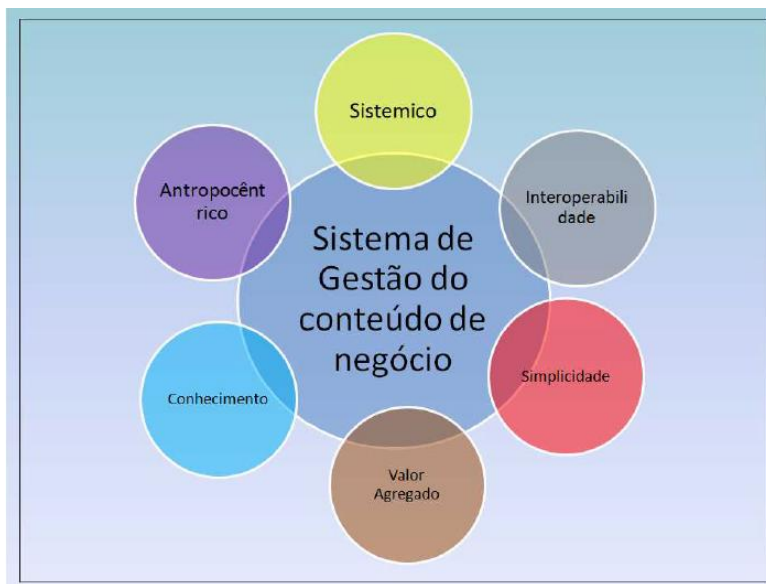 Sistemico
Antropocênt
rico
Interoperabili
dade
Sistema de
Gestão do
conteúdo de
negócio
Simplicidade
Conhecimento
Valor
Agregado